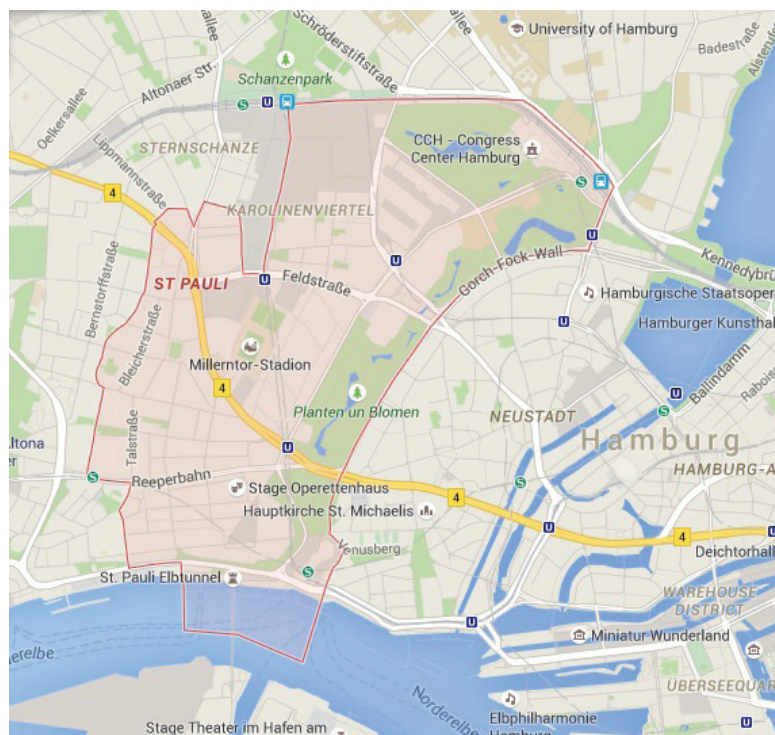 Schröderstiftstraße
allee
University of Hamburg
Badestraße
Alsterufer
Schanzenpark
Altonaer Str.
Oelkersallee
CCH - Congress
Center Hamburg
STERNSCHANZE
Lippmannstraße
4
KAROLINENVIERTEL
Gorch-Fock-Wall
ST PAULI
Feldstraße
Hamburgische Staatsoper
Bernstorffstraße
Hamburger Kunsthal
Bleicherstraße
Millerntor-Stadion
Ballindamm
4
Planten un Blomen
NEUSTADT
Talstraße
Hamburg
Altona
Reeperbahn
HAMBURG-A
Stage Operettenhaus
4
Hauptkirche St. Michaelis
4
Venusberg
Deichtorhall
St. Pauli Elbtunnel
WAREHOUSE
DISTRICT
Miniatur Wunderland
derelbe
ÜBERSEEQUAR
Norderelbe
Elbphilharmonie
Stage Theater im Hafen am
Hamburg